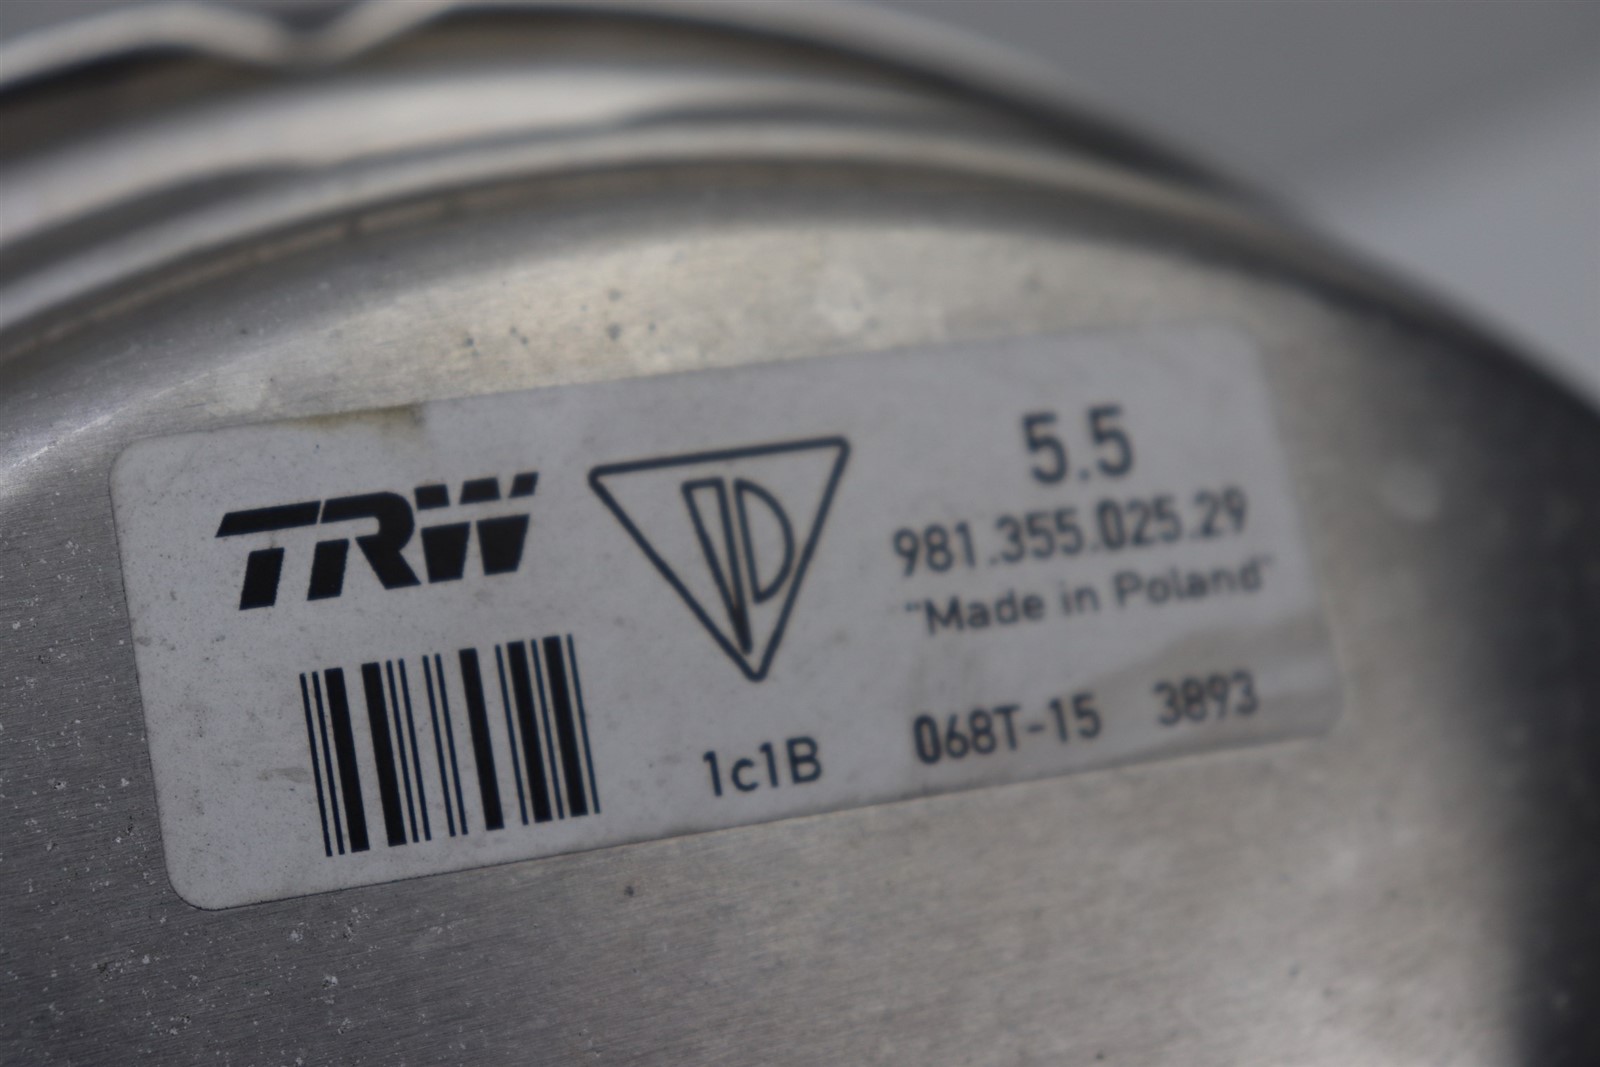 TRW
5.5
981.355.025.29
"Made in Poland"
1c1B 068T-15 3893